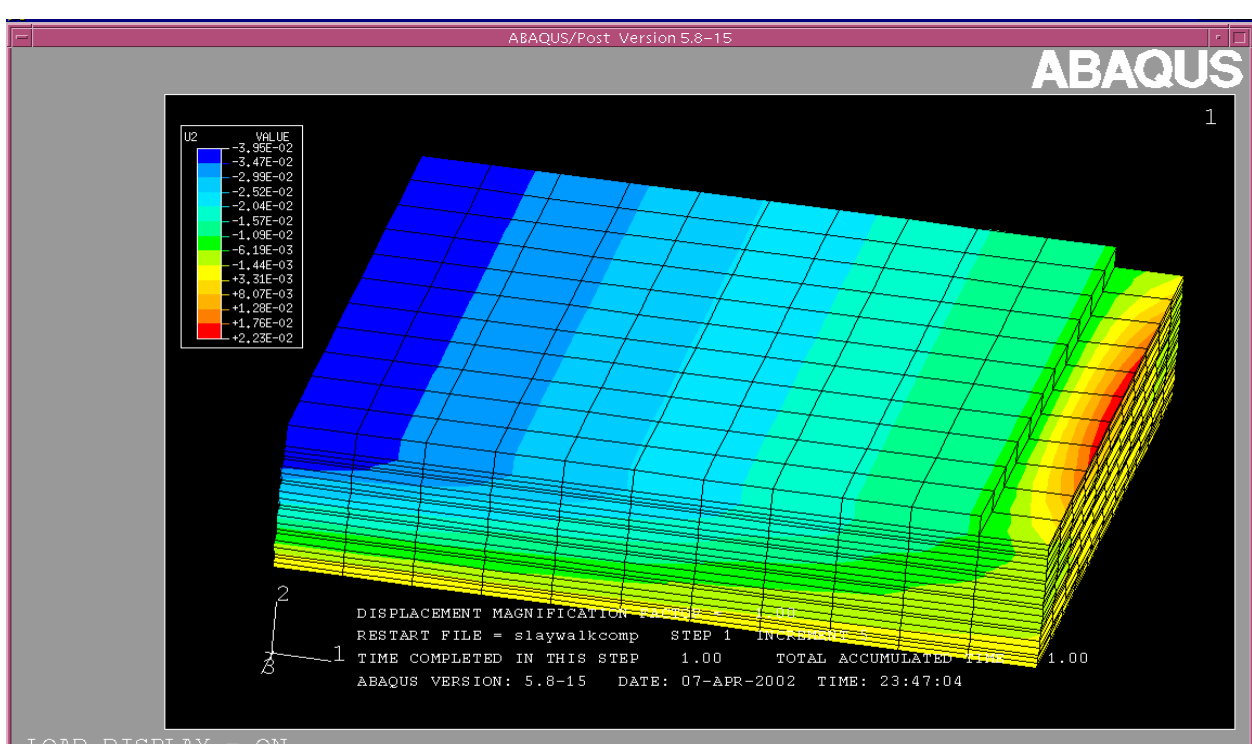 ABAQUS/Post Version 5.8-15
ABAQUS
1
U2 VALUE
-3.95E-02
-3.47E-02
-2.99E-02
-2.52E-02
-2.04E-02
-1.57E-02
-1.09E-02
-6.19E-03
-1.44E-03
+3.31E-03
+8.07E-03
+1.28E-02
+1.76E-02
+2.23E-02
2
1
3
DISPLACEMENT MAGNIFICATION FACTOR = 1.00
RESTART FILE = slaywalkcomp STEP 1 INCREMENT 5
TIME COMPLETED IN THIS STEP 1.00 TOTAL ACCUMULATED TIME 1.00
ABAQUS VERSION: 5.8-15 DATE: 07-APR-2002 TIME: 23:47:04
LOAD DISPLAY = ON